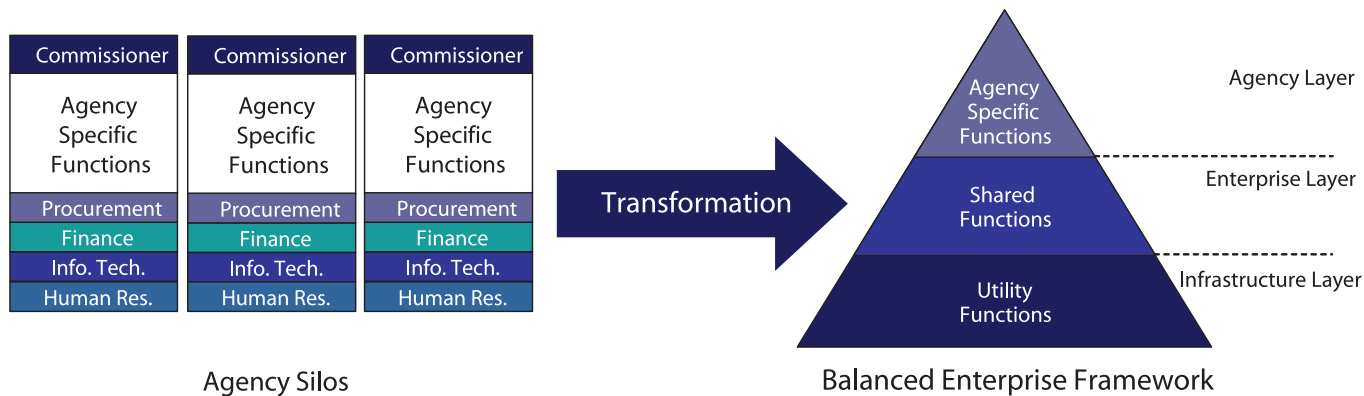 Commissioner
Agency
Specific
Functions
Procurement
Finance
Info. Tech.
Human Res.
Commissioner
Agency
Specific
Functions
Procurement
Finance
Info. Tech.
Human Res.
Commissioner
Agency
Specific
Functions
Procurement
Finance
Info. Tech.
Human Res.
Agency Silos
Transformation
Agency
Specific
Functions
Shared
Functions
Utility
Functions
Agency Layer
Enterprise Layer
Infrastructure Layer
Balanced Enterprise Framework